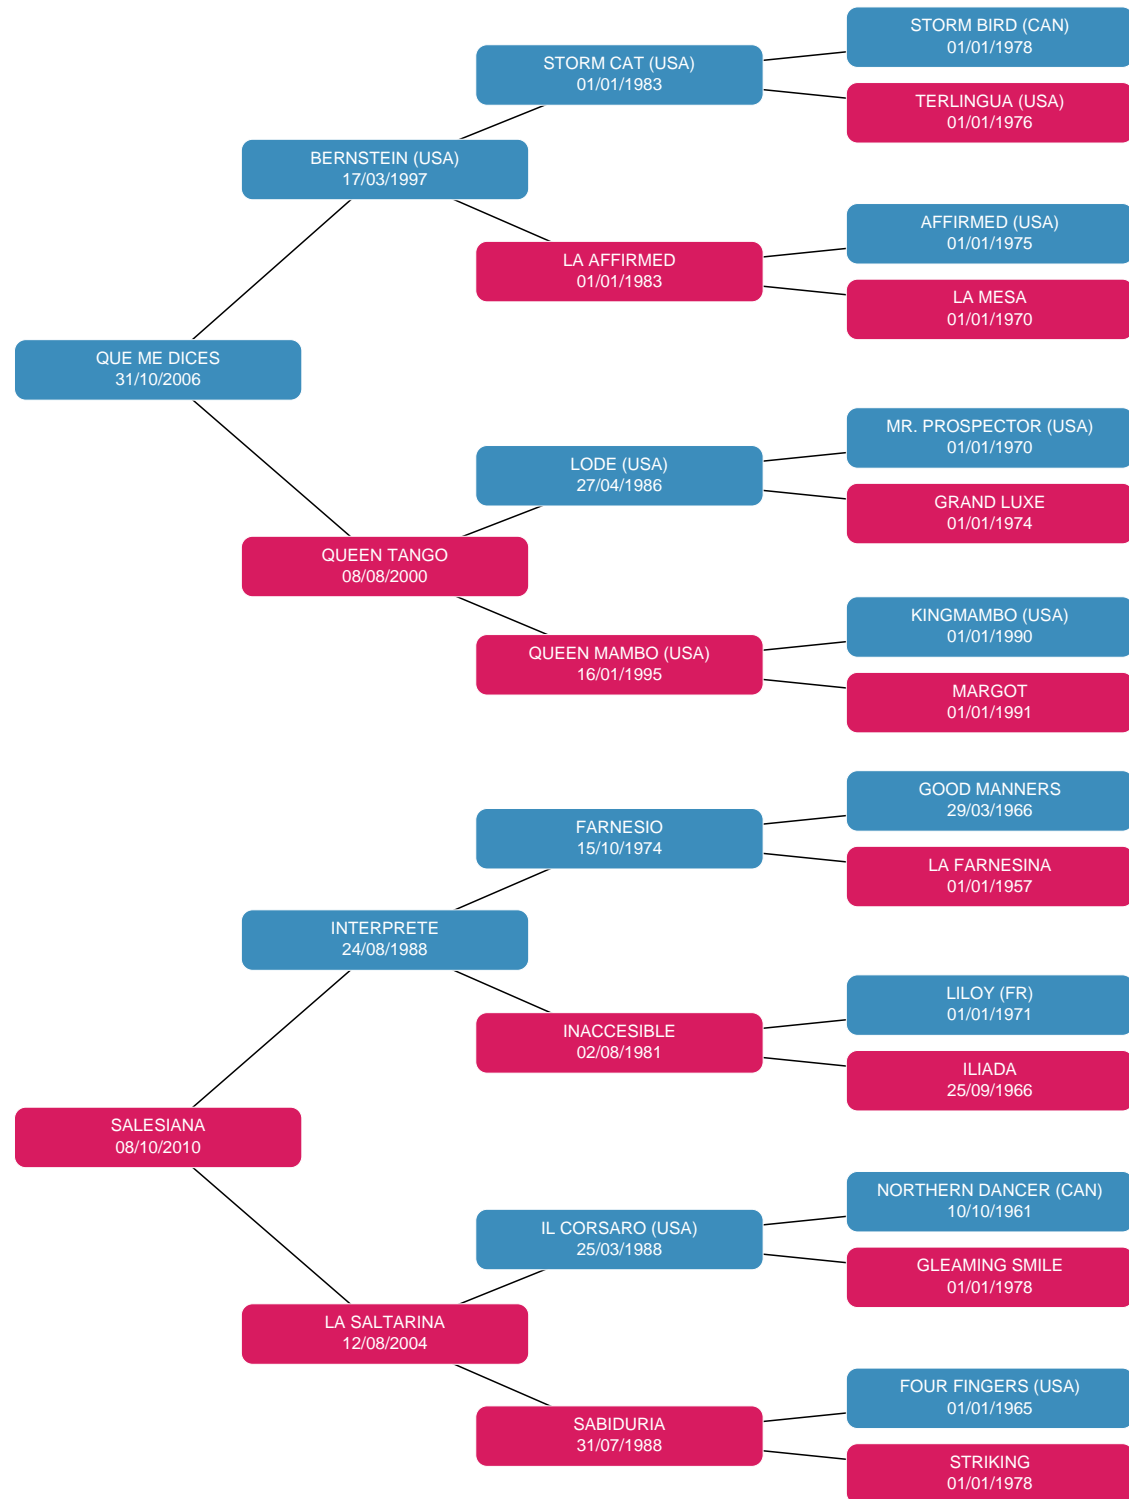 STORM BIRD (CAN)
01/01/1978
STORM CAT (USA)
01/01/1983
TERLINGUA (USA)
01/01/1976
BERNSTEIN (USA)
17/03/1997
AFFIRMED (USA)
01/01/1975
LA AFFIRMED
01/01/1983
LA MESA
01/01/1970
QUE ME DICES
31/10/2006
MR. PROSPECTOR (USA)
01/01/1970
LODE (USA)
27/04/1986
GRAND LUXE
01/01/1974
QUEEN TANGO
08/08/2000
KINGMAMBO (USA)
01/01/1990
QUEEN MAMBO (USA)
16/01/1995
MARGOT
01/01/1991
GOOD MANNERS
29/03/1966
FARNESIO
15/10/1974
LA FARNESINA
01/01/1957
INTERPRETE
24/08/1988
LILOY (FR)
01/01/1971
INACCESIBLE
02/08/1981
ILIADA
25/09/1966
SALESIANA
08/10/2010
NORTHERN DANCER (CAN)
10/10/1961
IL CORSARO (USA)
25/03/1988
GLEAMING SMILE
01/01/1978
LA SALTARINA
12/08/2004
FOUR FINGERS (USA)
01/01/1965
SABIDURIA
31/07/1988
STRIKING
01/01/1978